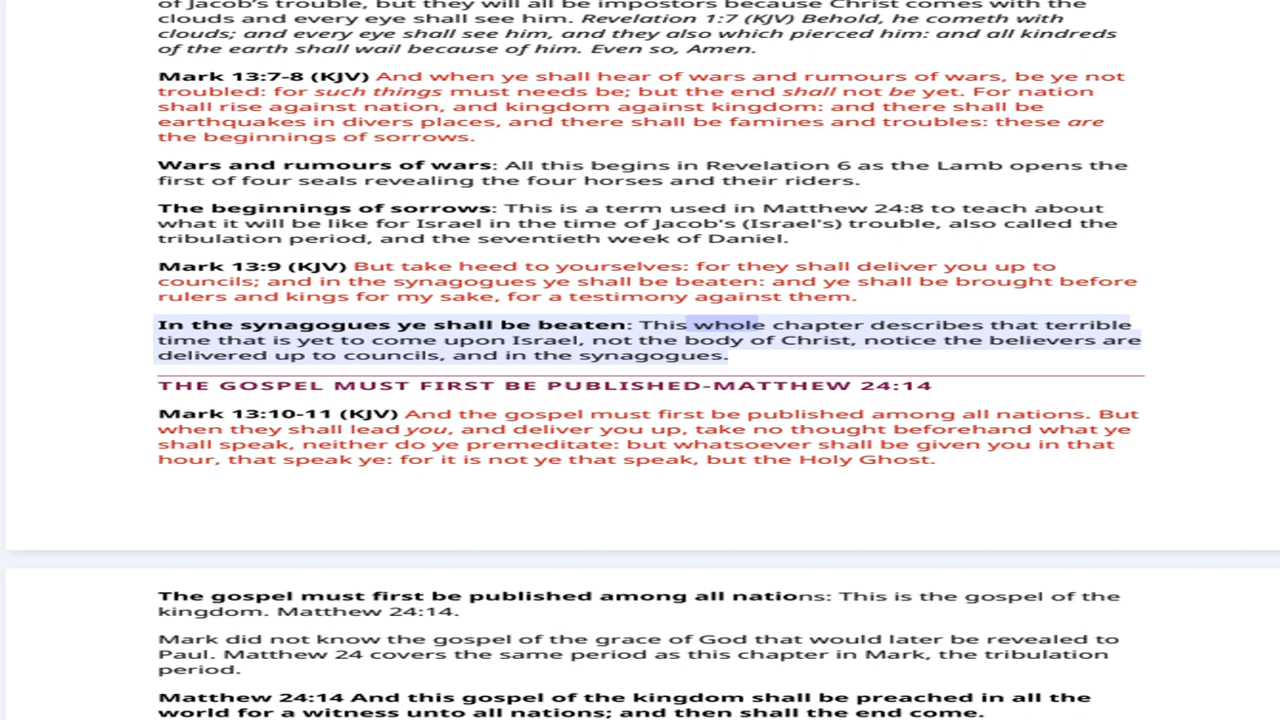 of Jacob's trouble, but they will all be impostors because Christ comes with the
clouds and every eye shall see him. Revelation 1:7 (KJV) Behold, he cometh with
clouds; and every eye shall see him, and they also which pierced him: and all kindreds
of the earth shall wail because of him. Even so, Amen.
Mark 13:7-8 (KJV) And when ye shall hear of wars and rumours of wars, be ye not
troubled: for such things must needs be; but the end shall not be yet. For nation
shall rise against nation, and kingdom against kingdom: and there shall be
earthquakes in divers places, and there shall be famines and troubles: these are
the beginnings of sorrows.
Wars and rumours of wars: All this begins in Revelation 6 as the Lamb opens the
first of four seals revealing the four horses and their riders.
The beginnings of sorrows: This is a term used in Matthew 24:8 to teach about
what it will be like for Israel in the time of Jacob's (Israel's) trouble, also called the
tribulation period, and the seventieth week of Daniel.
Mark 13:9 (KJV) But take heed to yourselves: for they shall deliver you up to
councils; and in the synagogues ye shall be beaten: and ye shall be brought before
rulers and kings for my sake, for a testimony against them.
In the synagogues ye shall be beaten: This whole chapter describes that terrible
time that is yet to come upon Israel, not the body of Christ, notice the believers are
delivered up to councils, and in the synagogues.
THE GOSPEL MUST FIRST BE PUBLISHED-MATTHEW 24:14
Mark 13:10-11 (KJV) And the gospel must first be published among all nations. But
when they shall lead you, and deliver you up, take no thought beforehand what ye
shall speak, neither do ye premeditate: but whatsoever shall be given you in that
hour, that speak ye: for it is not ye that speak, but the Holy Ghost.
The gospel must first be published among all nations: This is the gospel of the
kingdom. Matthew 24:14.
Mark did not know the gospel of the grace of God that would later be revealed to
Paul. Matthew 24 covers the same period as this chapter in Mark, the tribulation
period.
Matthew 24:14 And this gospel of the kingdom shall be preached in all the
world for a witness unto all nations; and then shall the end come.